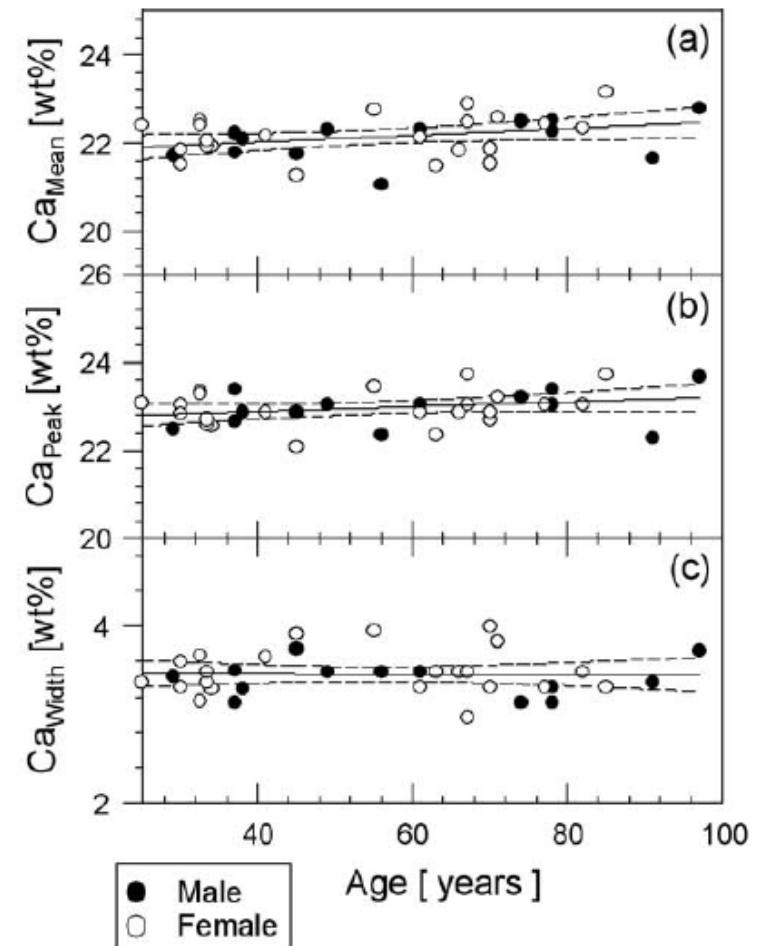 (a)
24
22
20
26
Ca_Mean [wt%]
(b)
24
22
20
Ca_Peak [wt%]
(c)
4
2
Ca_Width [wt%]
40 60 80 100
Age [ years ]
Male
Female